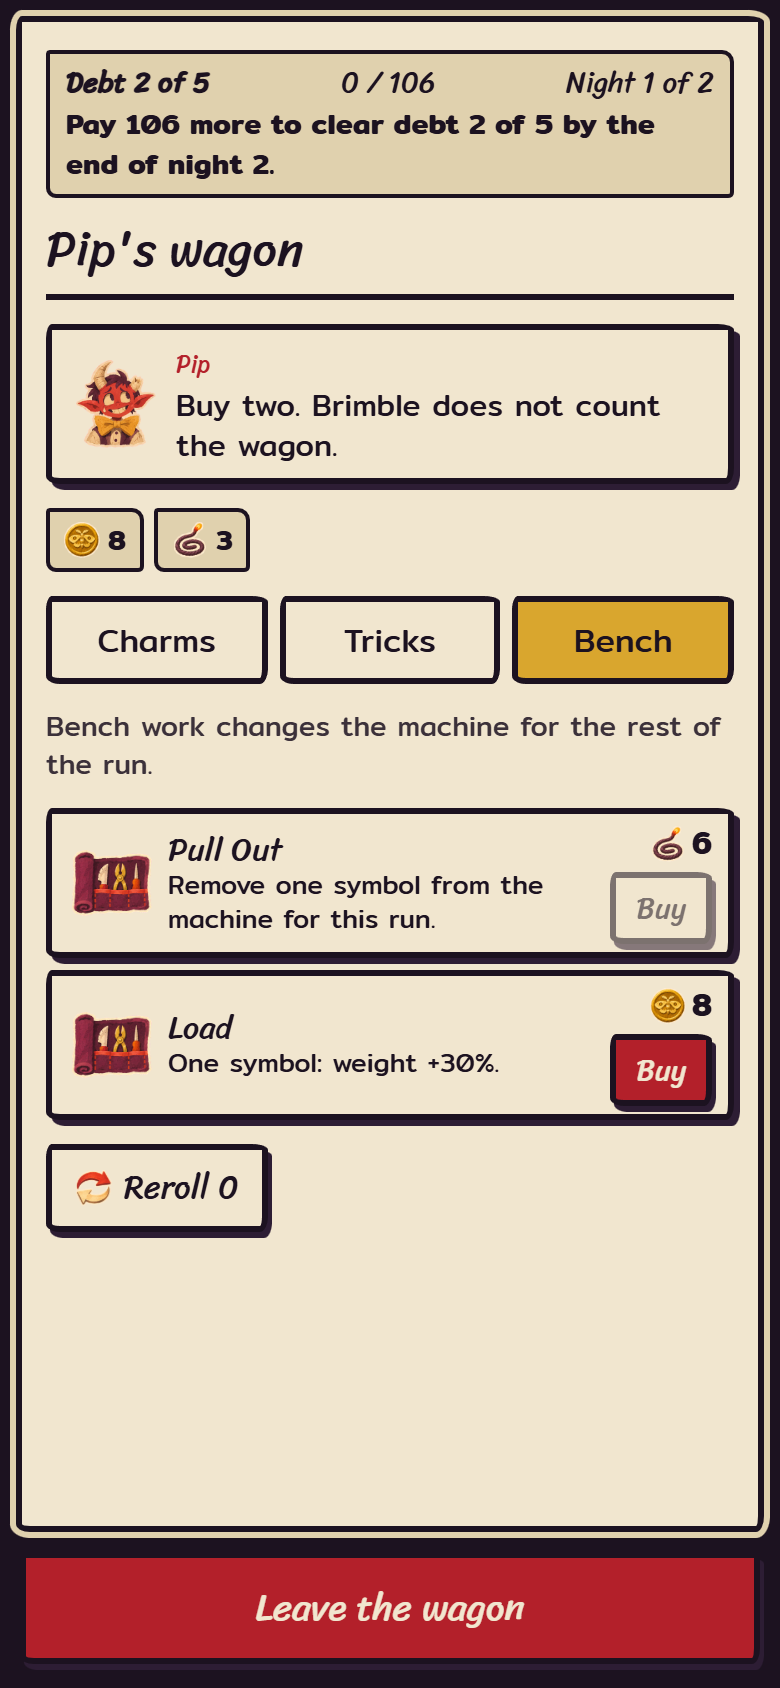 Debt 2 of 5 0 / 106 Night 1 of 2
Pay 106 more to clear debt 2 of 5 by the
end of night 2.
Pip's wagon
Pip
Buy two. Brimble does not count
the wagon.
8 3
Charms Tricks Bench
Bench work changes the machine for the rest of
the run.
Pull Out
Remove one symbol from the
machine for this run.
6
Buy
Load
One symbol: weight +30%.
8
Buy
Reroll 0
Leave the wagon